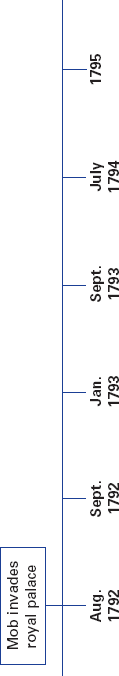 Mob invades
royal palace
Aug.
1792
Sept.
1792
Jan.
1793
Sept.
1793
July
1794
1795